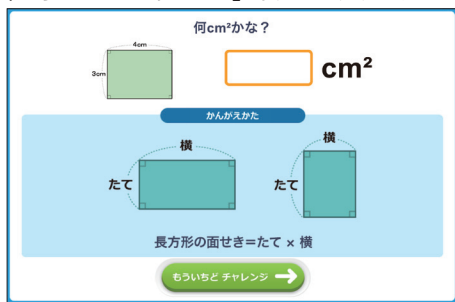 何cm²かな？
4cm
3cm
cm²
かんがえかた
横
たて
横
たて
長方形の面せき＝たて × 横
もういちど チャレンジ